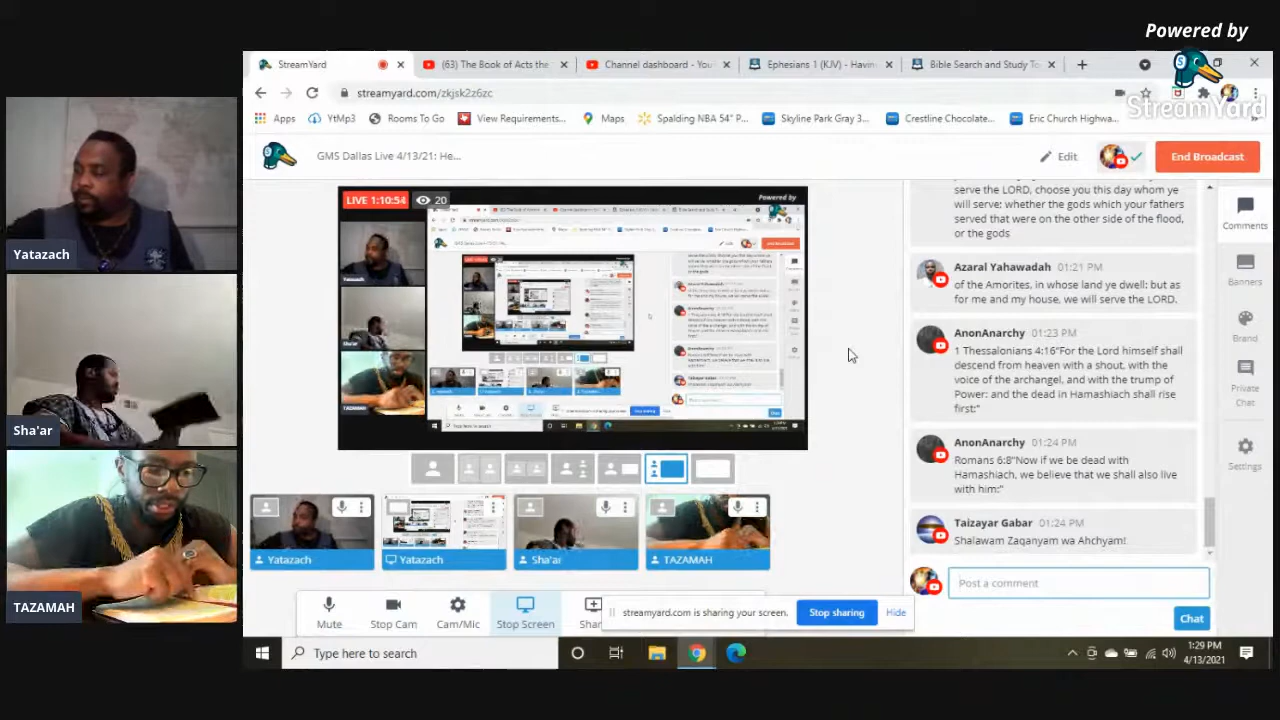 Powered by
StreamYard
Yatazach
Sha'ar
TAZAMAH
StreamYard
(63) The Book of Acts the
Channel dashboard - You
Ephesians 1 (KJV) - Havin
Bible Search and Study To
streamyard.com/zkjsk2z6zc
Apps
YtMp3
Rooms To Go
View Requirements...
Maps
Spalding NBA 54" P...
Skyline Park Gray 3...
Crestline Chocolate...
Eric Church Highwa...
GMS Dallas Live 4/13/21: He...
Edit
End Broadcast
LIVE 1:10:54
20
Powered by
Yatazach
Sha'ar
TAZAMAH
End Broadcast
serve the LORD, choose you this day whom ye
will serve; whether the gods which your fathers
served that were on the other side of the flood,
or the gods
Azaral Yahawadah 01:21 PM
of the Amorites, in whose land ye dwell: but as
for me and my house, we will serve the LORD.
AnonAnarchy 01:23 PM
1 Thessalonians 4:16"For the Lord himself shall
descend from heaven with a shout, with the
voice of the archangel, and with the trump of
Power: and the dead in Hamashiach shall rise
first:"
AnonAnarchy 01:24 PM
Romans 6:8"Now if we be dead with
Hamashiac, we believe that we shall also live
with him:"
Taizayar Gabar 01:24 PM
Shalawam Zaqanyam wa Ahchyam!
Post a comment
Chat
Comments
Banners
Brand
Private
Chat
Settings
Yatazach
Yatazach
Sha'ar
TAZAMAH
Mute
Stop Cam
Cam/Mic
Stop Screen
Shar
streamyard.com is sharing your screen.
Stop sharing
Hide
Type here to search
1:29 PM
4/13/2021